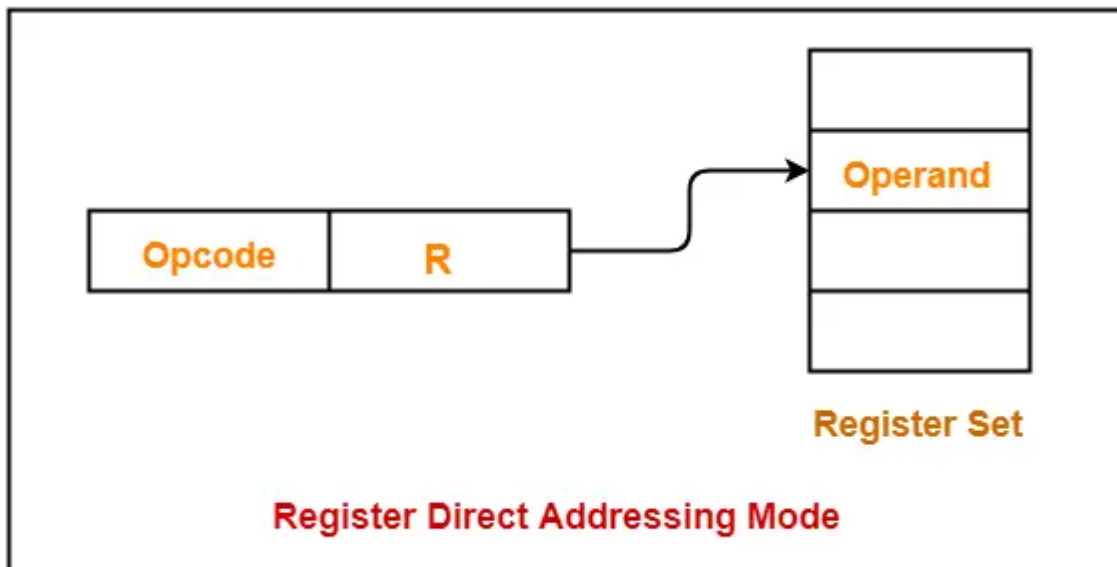 Operand
Opcode R
Register Set
Register Direct Addressing Mode